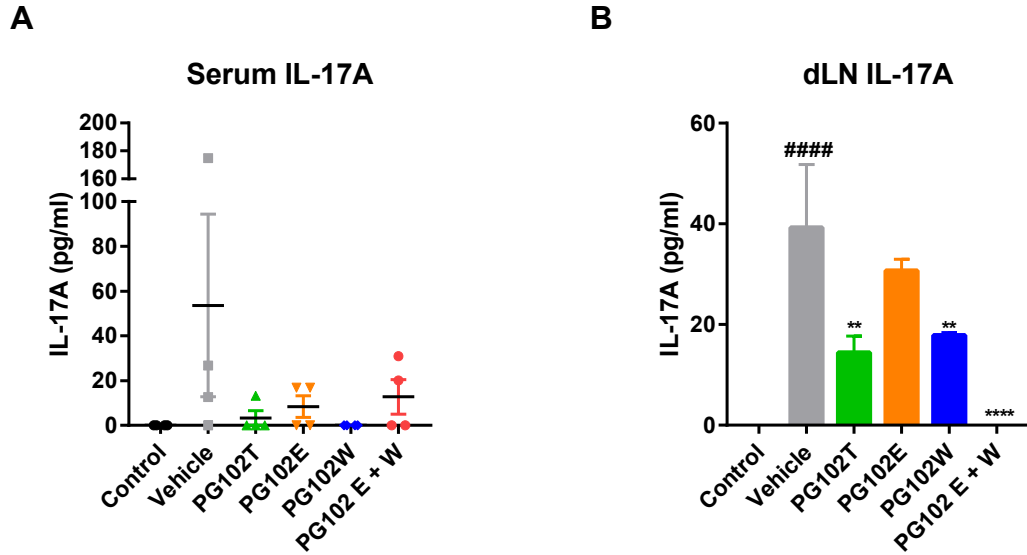 A
Serum IL-17A
IL-17A (pg/ml)
200
180
160
100
80
60
40
20
0
Control
Vehicle
PG102T
PG102E
PG102W
PG102 E + W
B
dLN IL-17A
IL-17A (pg/ml)
60
40
20
0
####
**
**
****
Control
Vehicle
PG102T
PG102E
PG102W
PG102 E + W